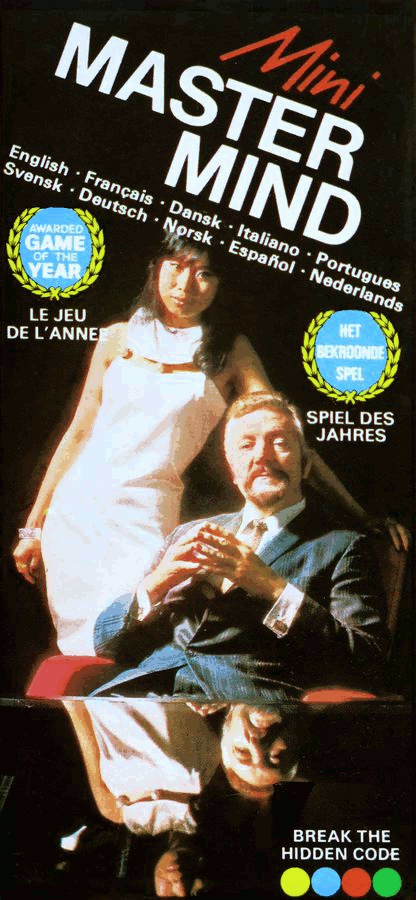 Mini
MASTER
MIND
English · Français · Dansk · Italiano · Portugues
Svensk · Deutsch · Norsk · Español · Nederlands
AWARDED
GAME
OF THE
YEAR
LE JEU
DE L'ANNEE
HET
BEKROONDE
SPEL
SPIEL DES
JAHRES
BREAK THE
HIDDEN CODE